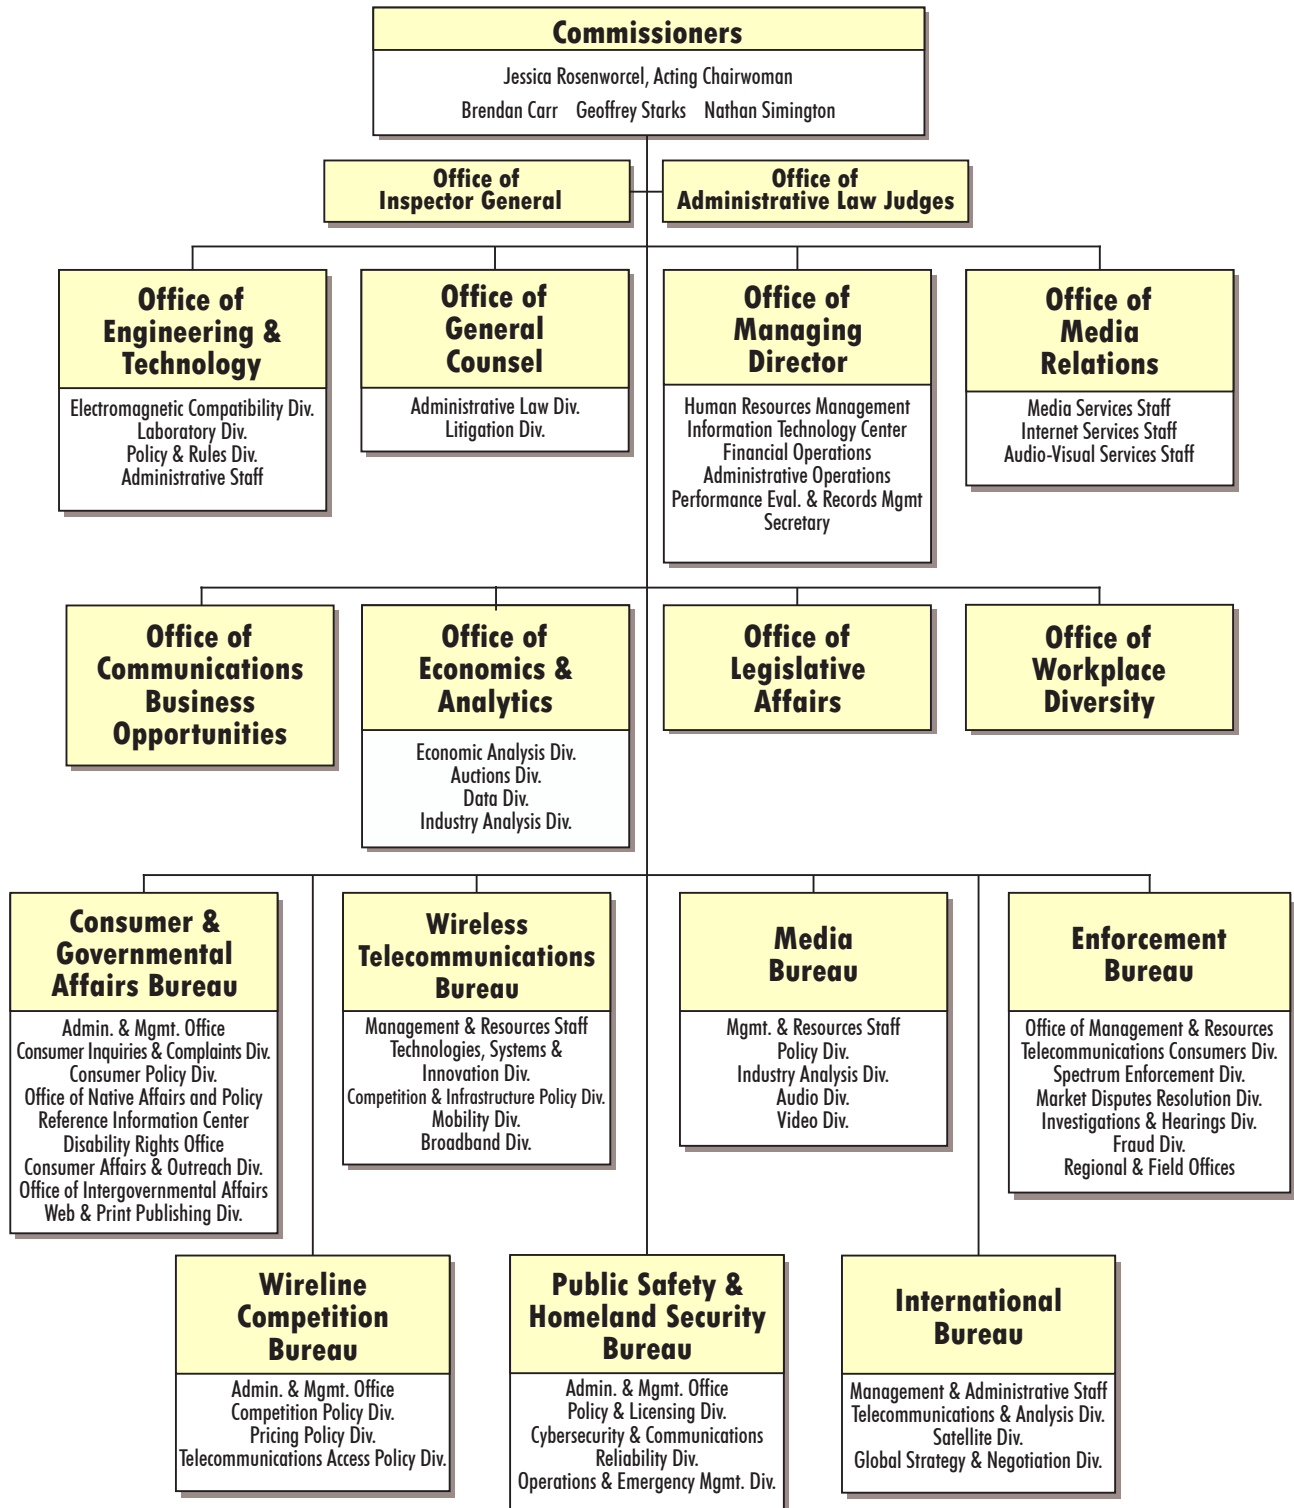 Commissioners
Jessica Rosenworcel, Acting Chairwoman
Brendan Carr Geoffrey Starks Nathan Simington
Office of
Inspector General
Office of
Administrative Law Judges
Office of
Engineering &
Technology
Electromagnetic Compatibility Div.
Laboratory Div.
Policy & Rules Div.
Administrative Staff
Office of
General
Counsel
Administrative Law Div.
Litigation Div.
Office of
Managing
Director
Human Resources Management
Information Technology Center
Financial Operations
Administrative Operations
Performance Eval. & Records Mgmt
Secretary
Office of
Media
Relations
Media Services Staff
Internet Services Staff
Audio-Visual Services Staff
Office of
Communications
Business
Opportunities
Office of
Economics &
Analytics
Economic Analysis Div.
Auctions Div.
Data Div.
Industry Analysis Div.
Office of
Legislative
Affairs
Office of
Workplace
Diversity
Consumer &
Governmental
Affairs Bureau
Admin. & Mgmt. Office
Consumer Inquiries & Complaints Div.
Consumer Policy Div.
Office of Native Affairs and Policy
Reference Information Center
Disability Rights Office
Consumer Affairs & Outreach Div.
Office of Intergovernmental Affairs
Web & Print Publishing Div.
Wireless
Telecommunications
Bureau
Management & Resources Staff
Technologies, Systems &
Innovation Div.
Competition & Infrastructure Policy Div.
Mobility Div.
Broadband Div.
Media
Bureau
Mgmt. & Resources Staff
Policy Div.
Industry Analysis Div.
Audio Div.
Video Div.
Enforcement
Bureau
Office of Management & Resources
Telecommunications Consumers Div.
Spectrum Enforcement Div.
Market Disputes Resolution Div.
Investigations & Hearings Div.
Fraud Div.
Regional & Field Offices
Wireline
Competition
Bureau
Admin. & Mgmt. Office
Competition Policy Div.
Pricing Policy Div.
Telecommunications Access Policy Div.
Public Safety &
Homeland Security
Bureau
Admin. & Mgmt. Office
Policy & Licensing Div.
Cybersecurity & Communications
Reliability Div.
Operations & Emergency Mgmt. Div.
International
Bureau
Management & Administrative Staff
Telecommunications & Analysis Div.
Satellite Div.
Global Strategy & Negotiation Div.